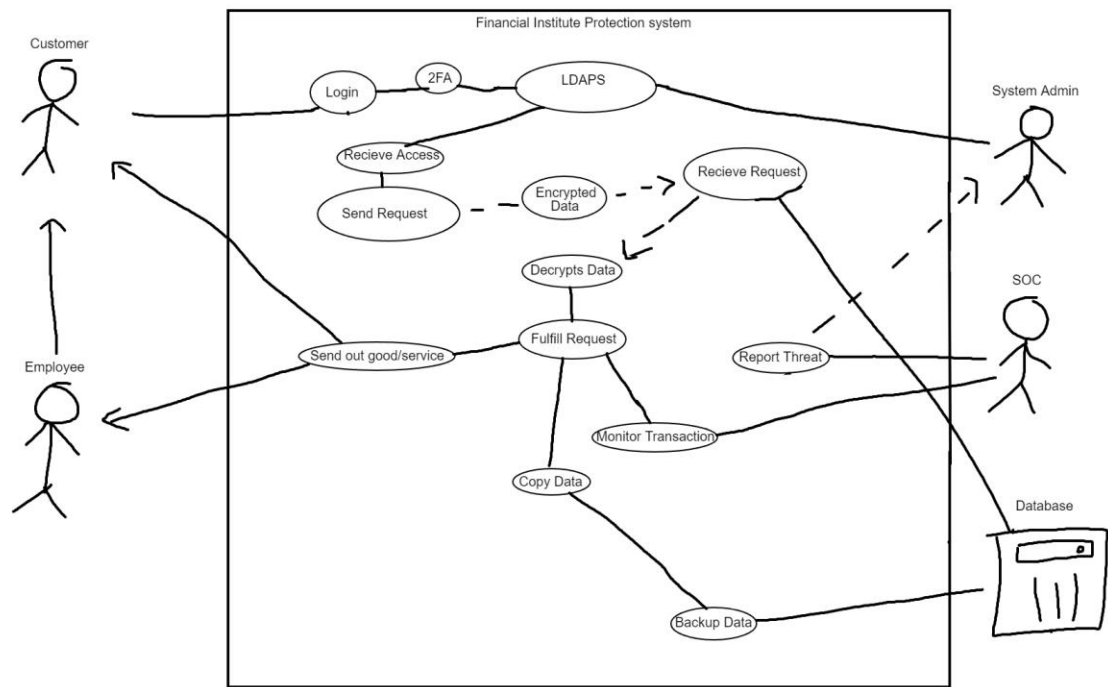 Financial Institute Protection system
Customer
2FA
LDAPS
Login
System Admin
Recieve Access
Recieve Request
Encrypted
Data
Send Request
Decrypts Data
SOC
Fulfill Request
Send out good/service
Report Threat
Employee
Monitor Transaction
Copy Data
Database
Backup Data